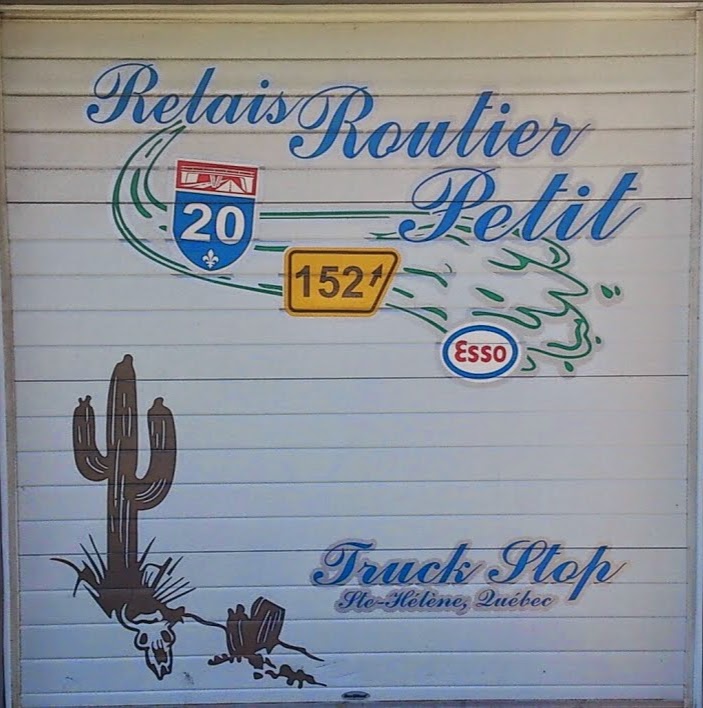 Relais Routier
Petit
20
152
Esso
Truck Stop
Ste-Hélène, Québec